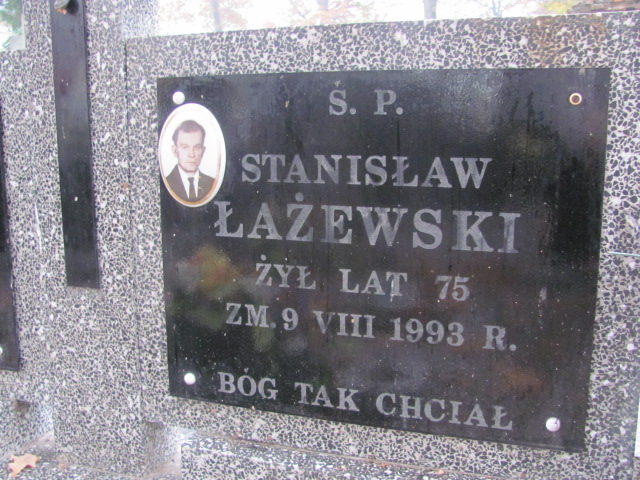 Ś. P.
STANISŁAW
ŁAŻEWSKI
ŻYŁ LAT 75
ZM. 9 VIII 1993 R.
BÓG TAK CHCIAŁ